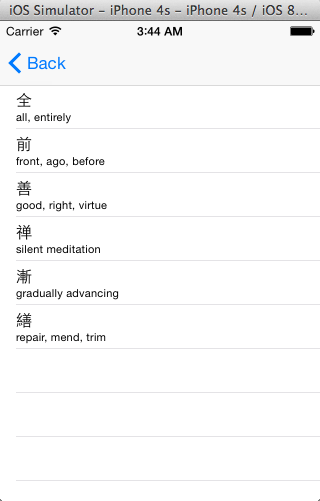 iOS Simulator – iPhone 4s – iPhone 4s / iOS 8...
Carrier 3:44 AM
Back
全
all, entirely
前
front, ago, before
善
good, right, virtue
禅
silent meditation
漸
gradually advancing
繕
repair, mend, trim